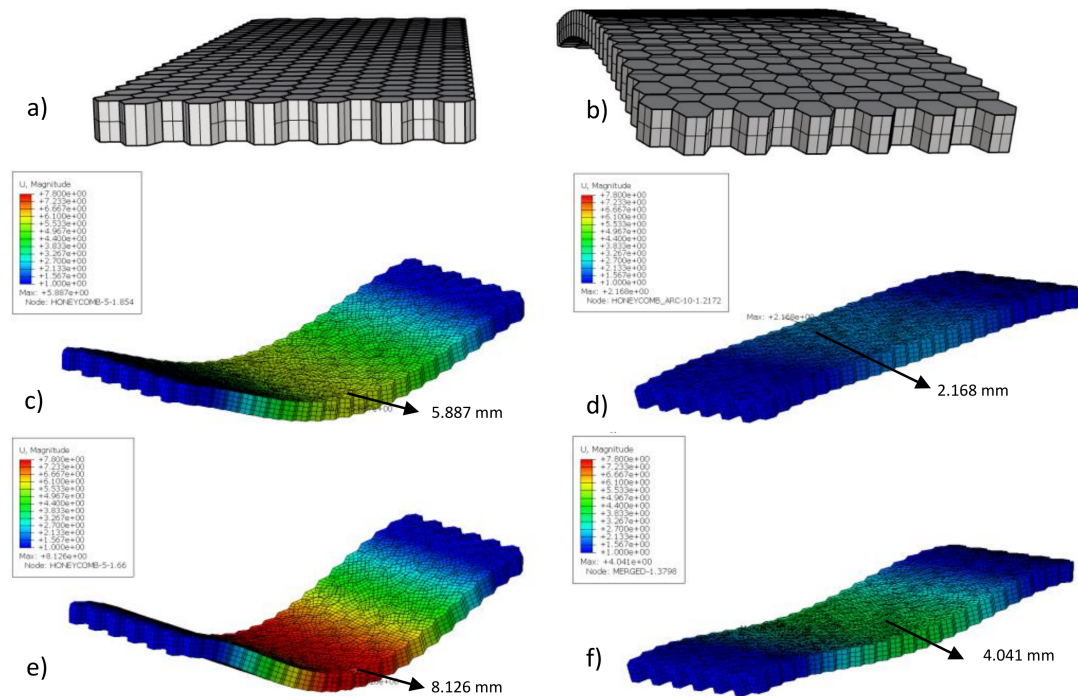 a)
b)
U, Magnitude
+7.800e+00
+7.233e+00
+6.667e+00
+6.100e+00
+5.533e+00
+4.967e+00
+4.400e+00
+3.833e+00
+3.267e+00
+2.700e+00
+2.133e+00
+1.567e+00
+1.000e+00
Max: +5.887e+00
Node: HONEYCOMB-5-1.854
c)
5.887 mm
U, Magnitude
+7.800e+00
+7.233e+00
+6.667e+00
+6.100e+00
+5.533e+00
+4.967e+00
+4.400e+00
+3.833e+00
+3.267e+00
+2.700e+00
+2.133e+00
+1.567e+00
+1.000e+00
Max: +2.168e+00
Node: HONEYCOMB_ARC-10-1.2172
Max: +2.168e+00
d)
2.168 mm
U, Magnitude
+7.800e+00
+7.233e+00
+6.667e+00
+6.100e+00
+5.533e+00
+4.967e+00
+4.400e+00
+3.833e+00
+3.267e+00
+2.700e+00
+2.133e+00
+1.567e+00
+1.000e+00
Max: +8.126e+00
Node: HONEYCOMB-5-1.66
e)
8.126 mm
U, Magnitude
+7.800e+00
+7.233e+00
+6.667e+00
+6.100e+00
+5.533e+00
+4.967e+00
+4.400e+00
+3.833e+00
+3.267e+00
+2.700e+00
+2.133e+00
+1.567e+00
+1.000e+00
Max: +4.041e+00
Node: MERGED-1.3798
f)
4.041 mm